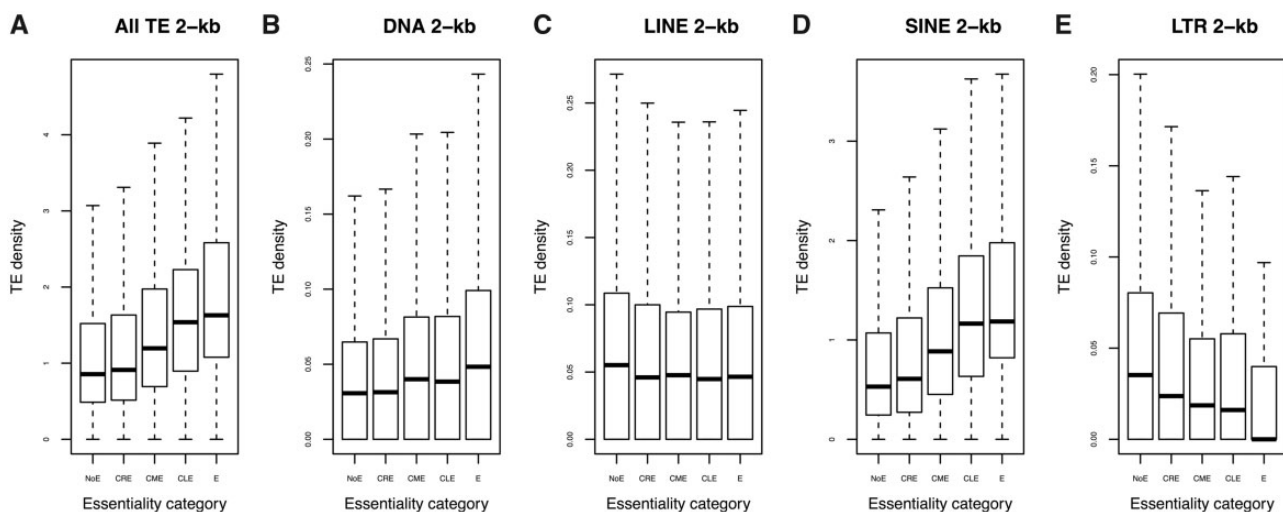 A All TE 2−kb
TE density
4
3
2
1
0
NoE CRE CME CLE E
Essentiality category
B DNA 2−kb
TE density
0.25
0.20
0.15
0.10
0.05
0.00
NoE CRE CME CLE E
Essentiality category
C LINE 2−kb
TE density
0.25
0.20
0.15
0.10
0.05
0.00
NoE CRE CME CLE E
Essentiality category
D SINE 2−kb
TE density
3
2
1
0
NoE CRE CME CLE E
Essentiality category
E LTR 2−kb
TE density
0.20
0.15
0.10
0.05
0.00
NoE CRE CME CLE E
Essentiality category